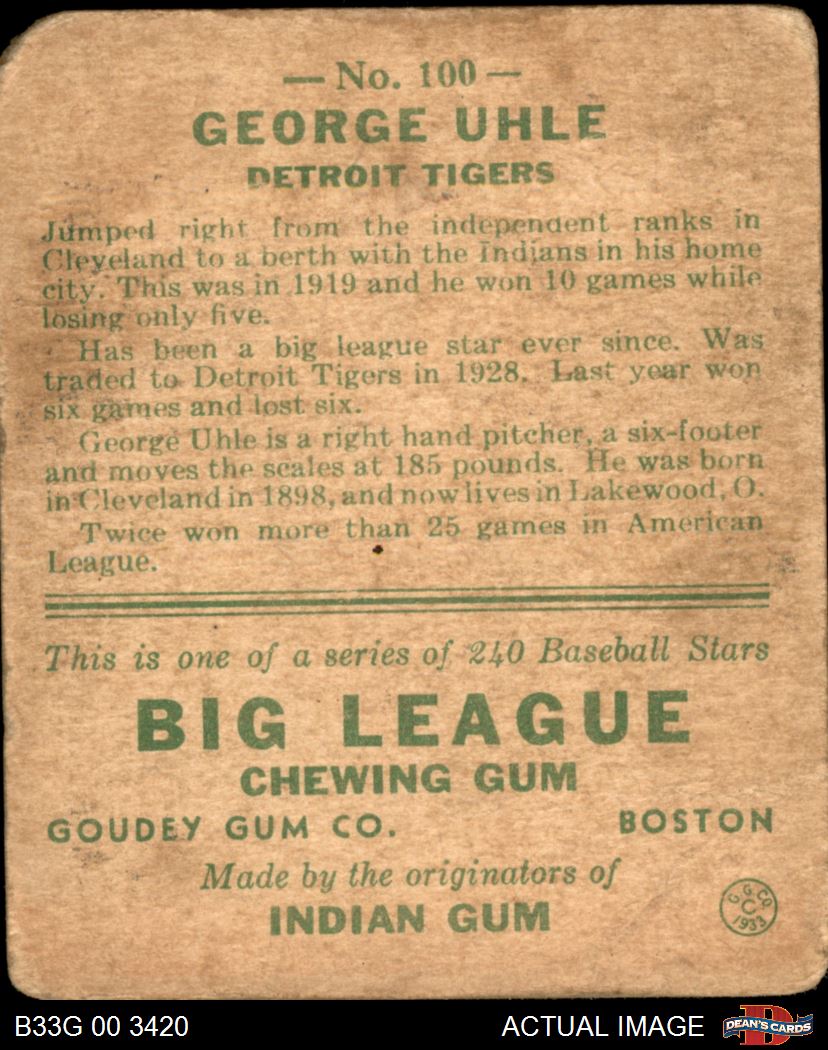 — No. 100 —
GEORGE UHLE
DETROIT TIGERS
Jumped right from the independent ranks in
Cleveland to a berth with the Indians in his home
city. This was in 1919 and he won 10 games while
losing only five.
Has been a big league star ever since. Was
traded to Detroit Tigers in 1928. Last year won
six games and lost six.
George Uhle is a right hand pitcher, a six-footer
and moves the scales at 185 pounds. He was born
in Cleveland in 1898, and now lives in Lakewood, O.
Twice won more than 25 games in American
League.
This is one of a series of 240 Baseball Stars
BIG LEAGUE
CHEWING GUM
GOUDEY GUM CO. BOSTON
Made by the originators of
INDIAN GUM
G. G. CO.
C
1933
B33G 00 3420 ACTUAL IMAGE
D
DEAN'S CARDS